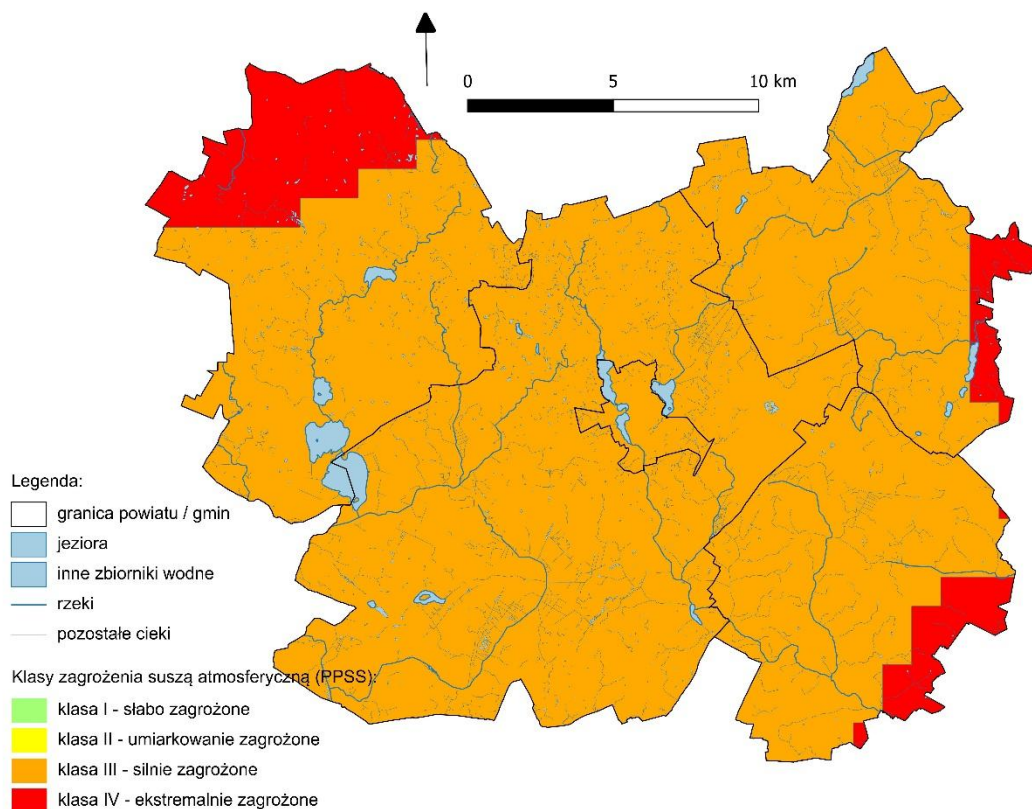 0 5 10 km
Legenda:
granica powiatu / gmin
jeziora
inne zbiorniki wodne
rzeki
pozostałe cieki
Klasy zagrożenia suszą atmosferyczną (PPSS):
klasa I - słabo zagrożone
klasa II - umiarkowanie zagrożone
klasa III - silnie zagrożone
klasa IV - ekstremalnie zagrożone